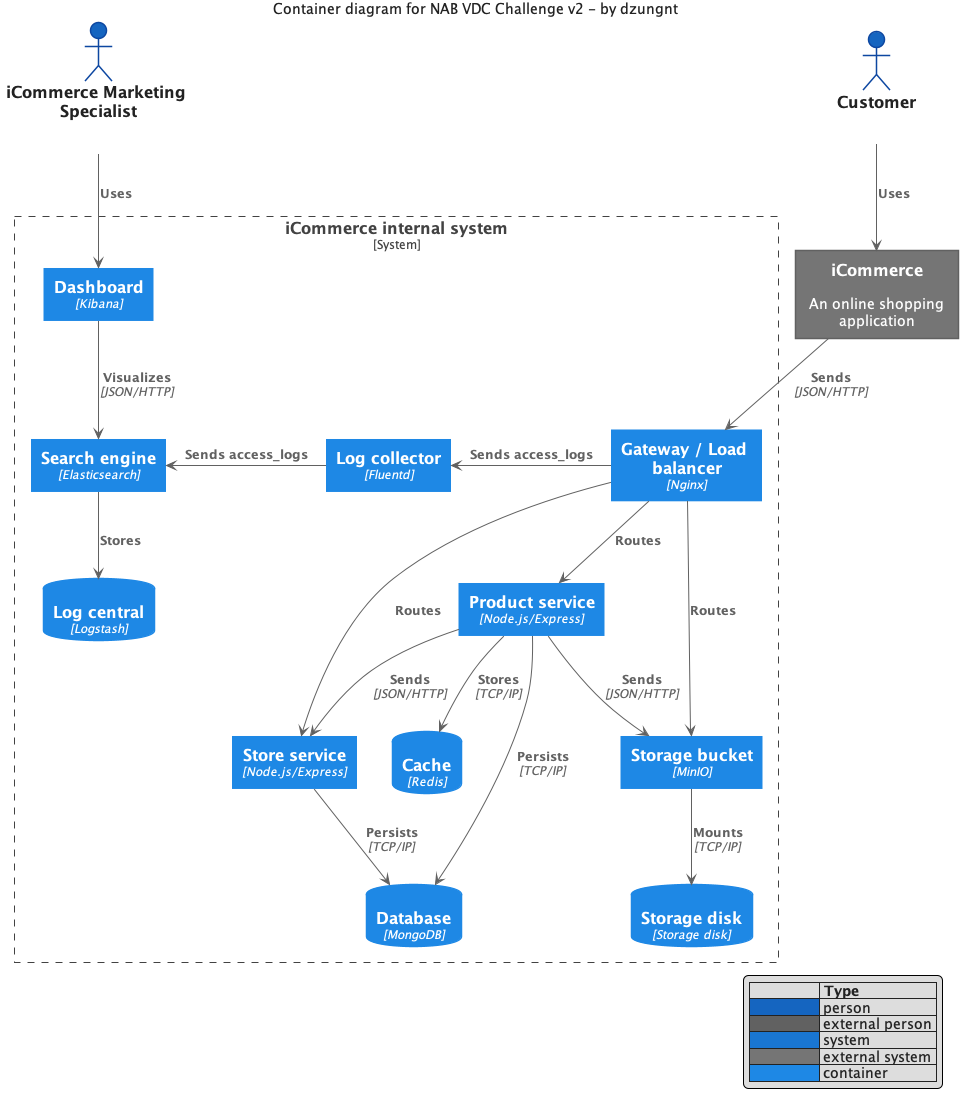 Container diagram for NAB VDC Challenge v2 - by dzungnt
iCommerce Marketing
Specialist
Customer
Uses
Uses
iCommerce internal system
[System]
iCommerce
An online shopping
application
Dashboard
[Kibana]
Visualizes
[JSON/HTTP]
Sends
[JSON/HTTP]
Search engine
[Elasticsearch]
Sends access_logs
Log collector
[Fluentd]
Sends access_logs
Gateway / Load
balancer
[Nginx]
Stores
Routes
Log central
[Logstash]
Routes
Product service
[Node.js/Express]
Routes
Sends
[JSON/HTTP]
Stores
[TCP/IP]
Sends
[JSON/HTTP]
Store service
[Node.js/Express]
Cache
[Redis]
Persists
[TCP/IP]
Storage bucket
[MinIO]
Persists
[TCP/IP]
Mounts
[TCP/IP]
Database
[MongoDB]
Storage disk
[Storage disk]
Type
person
external person
system
external system
container